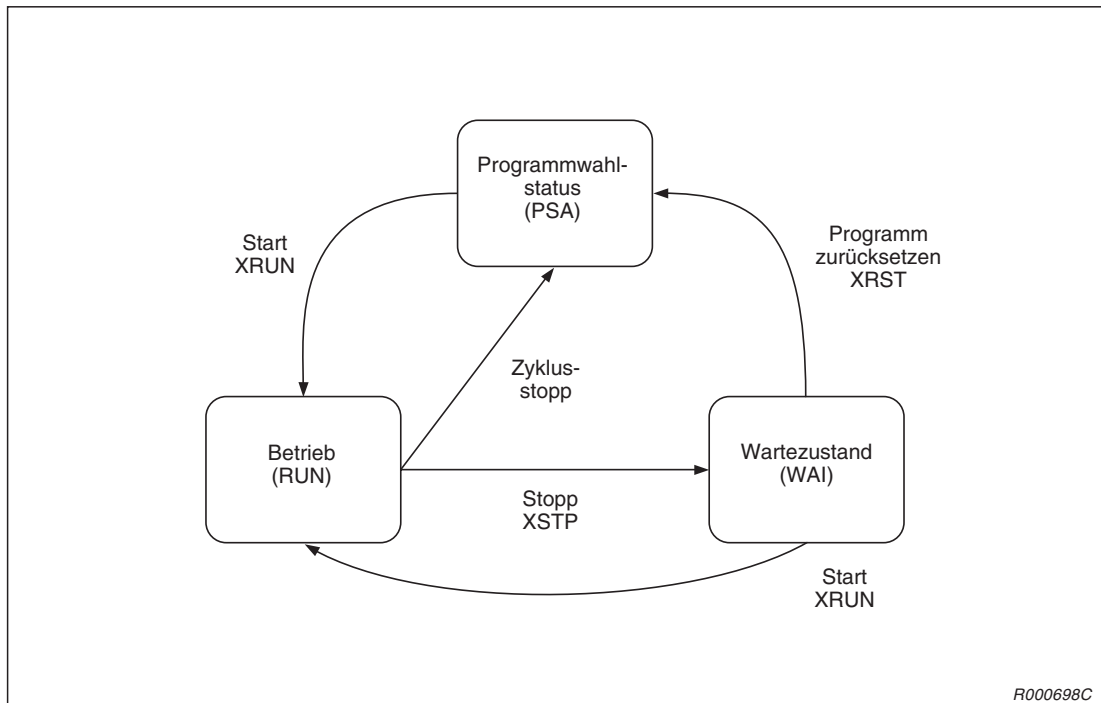 Programmwahl-
status
(PSA)
Start
XRUN
Programm
zurücksetzen
XRST
Zyklus-
stopp
Betrieb
(RUN)
Wartezustand
(WAI)
Stopp
XSTP
Start
XRUN
R000698C